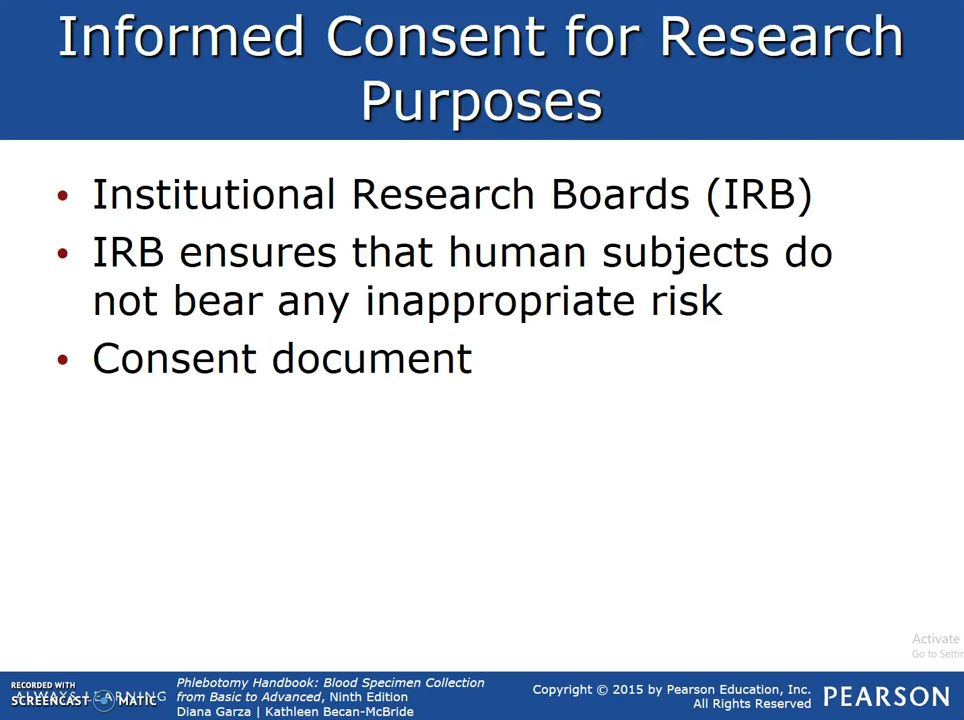 Informed Consent for Research
Purposes
• Institutional Research Boards (IRB)
• IRB ensures that human subjects do
not bear any inappropriate risk
• Consent document
Activate
Go to Settin
RECORDED WITH
SCREENCAST MATIC
ALWAYS LEARNING
Phlebotomy Handbook: Blood Specimen Collection
from Basic to Advanced, Ninth Edition
Diana Garza | Kathleen Becan-McBride
Copyright © 2015 by Pearson Education, Inc.
All Rights Reserved
PEARSON